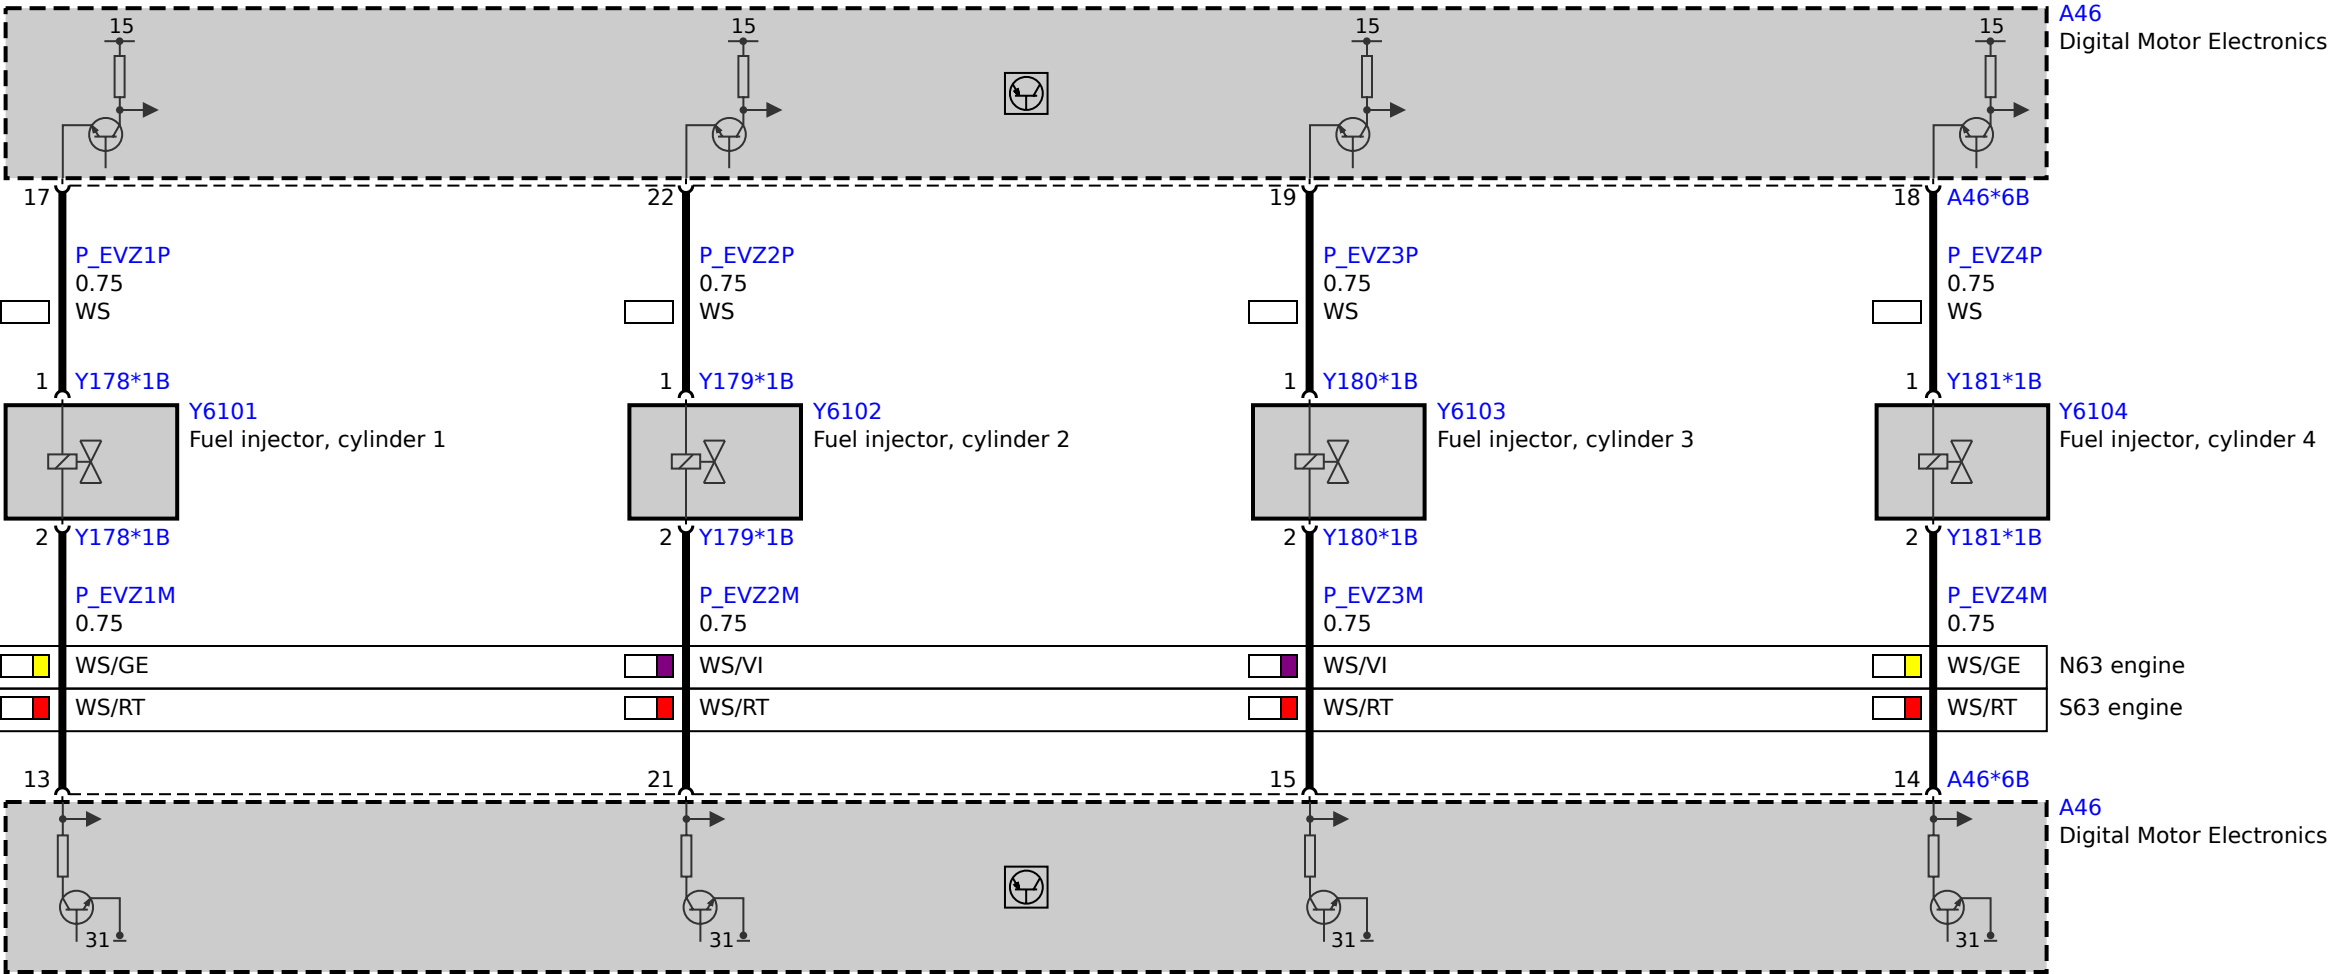 15 15 15 15 A46
Digital Motor Electronics
17 22 19 18 A46*6B
P_EVZ1P P_EVZ2P P_EVZ3P P_EVZ4P
0.75 0.75 0.75 0.75
WS WS WS WS
1 Y178*1B 1 Y179*1B 1 Y180*1B 1 Y181*1B
Y6101 Y6102 Y6103 Y6104
Fuel injector, cylinder 1 Fuel injector, cylinder 2 Fuel injector, cylinder 3 Fuel injector, cylinder 4
2 Y178*1B 2 Y179*1B 2 Y180*1B 2 Y181*1B
P_EVZ1M P_EVZ2M P_EVZ3M P_EVZ4M
0.75 0.75 0.75 0.75
WS/GE WS/VI WS/VI WS/GE N63 engine
WS/RT WS/RT WS/RT WS/RT S63 engine
13 21 15 14 A46*6B
A46
Digital Motor Electronics
31 31 31 31